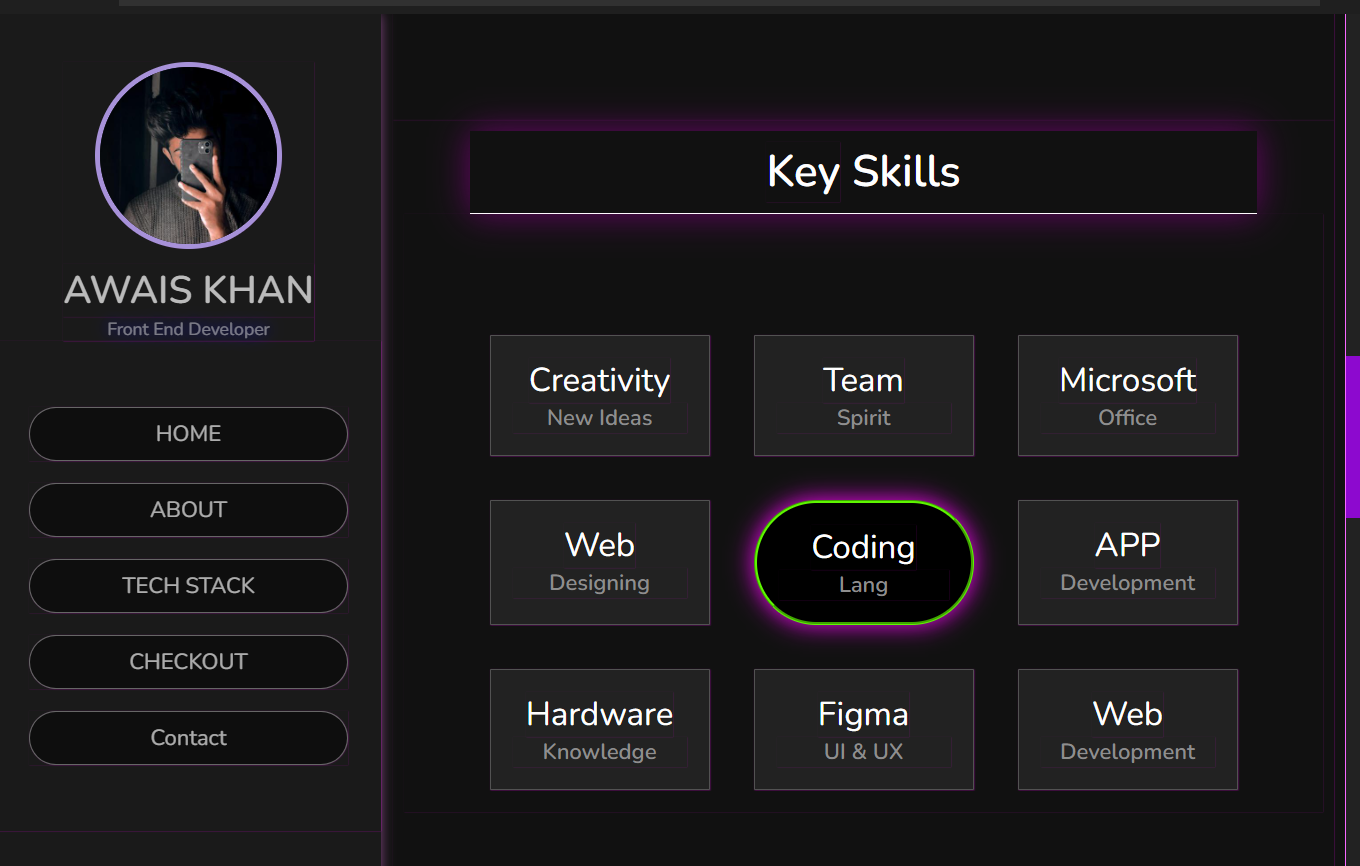 AWAIS KHAN
Front End Developer
HOME
ABOUT
TECH STACK
CHECKOUT
Contact
Key Skills
Creativity
New Ideas
Team
Spirit
Microsoft
Office
Web
Designing
Coding
Lang
APP
Development
Hardware
Knowledge
Figma
UI & UX
Web
Development